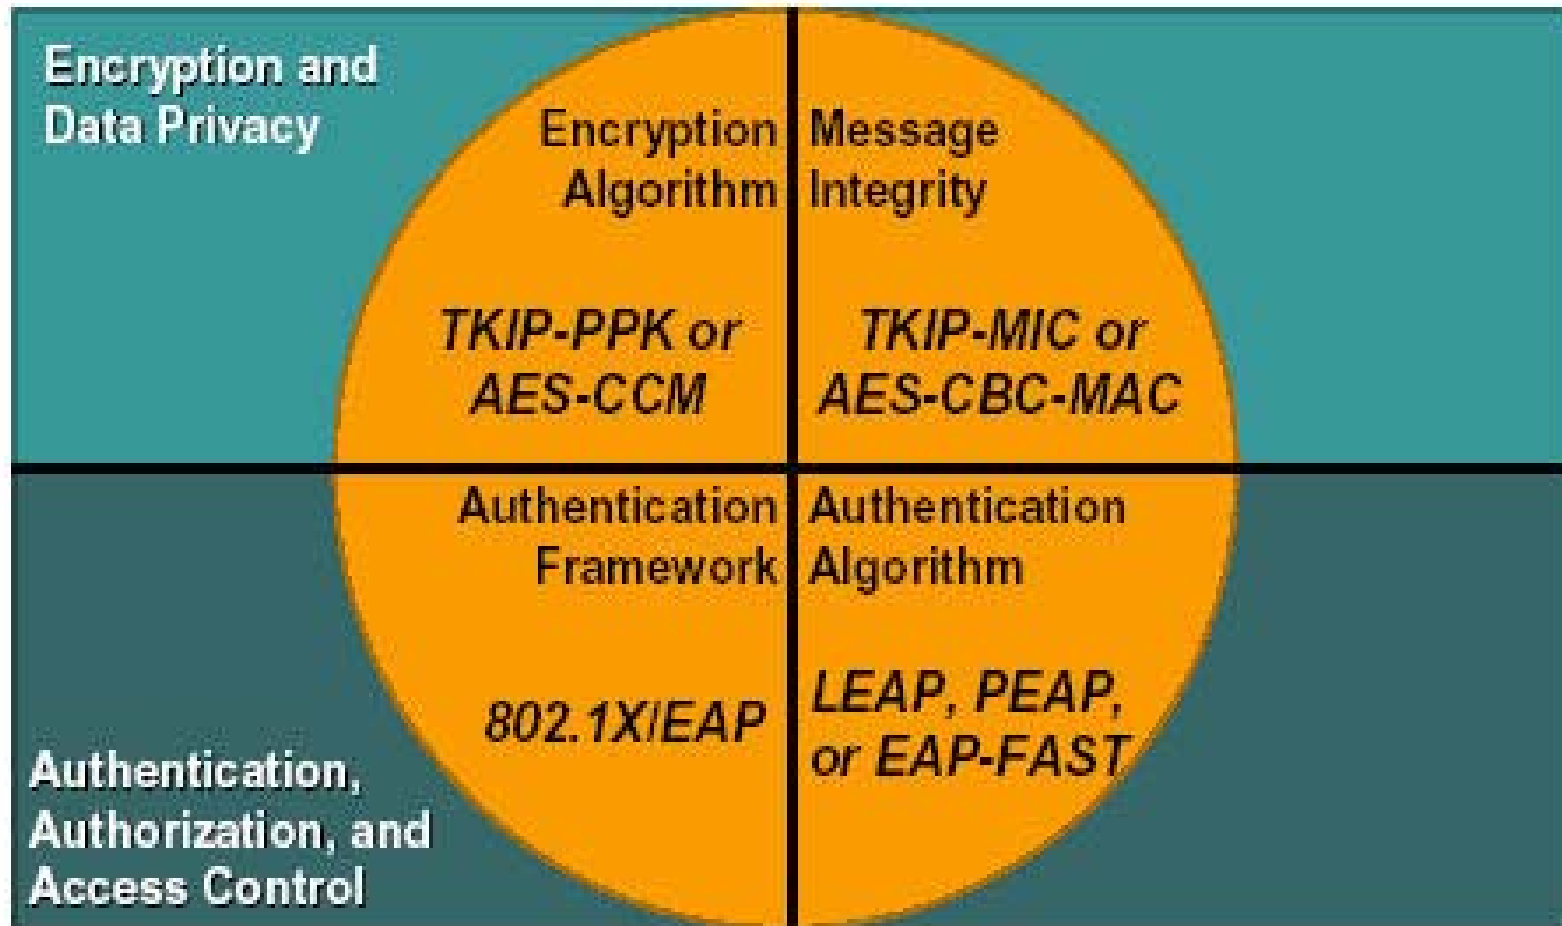 Encryption and
Data Privacy
Encryption
Algorithm
TKIP-PPK or
AES-CCM
Message
Integrity
TKIP-MIC or
AES-CBC-MAC
Authentication
Framework
802.1X/EAP
Authentication
Algorithm
LEAP, PEAP,
or EAP-FAST
Authentication,
Authorization, and
Access Control